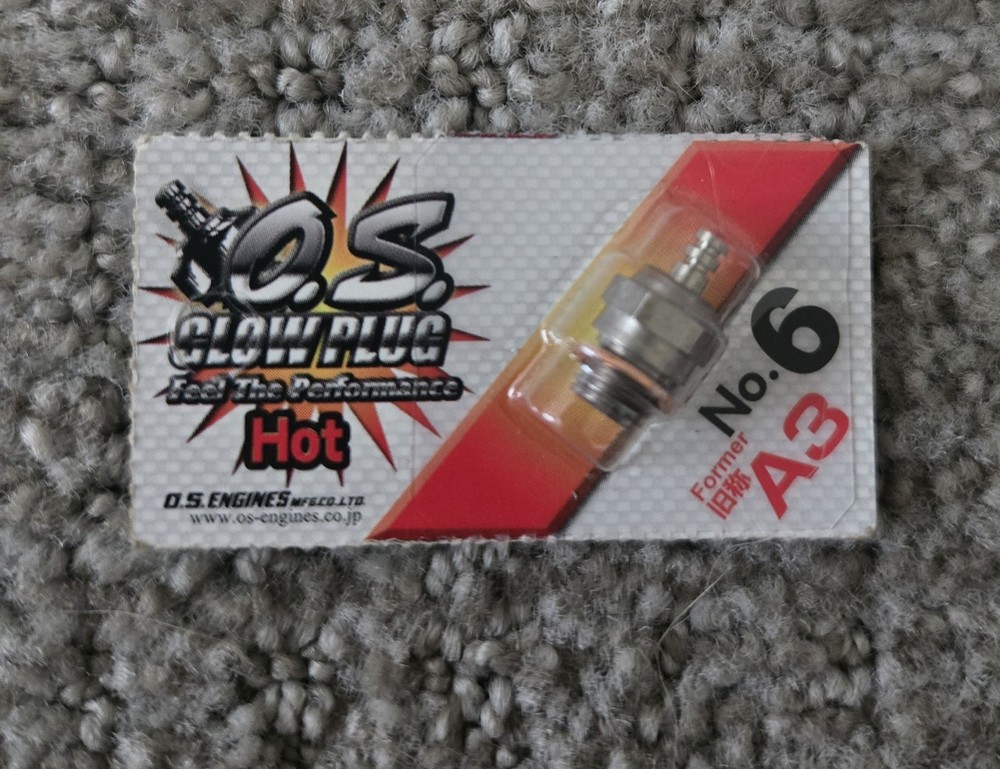 O.S.
GLOW PLUG
Feel The Performance
Hot
O.S. ENGINES MFG.CO.LTD.
www.os-engines.co.jp
No.6
Former
旧称
A3